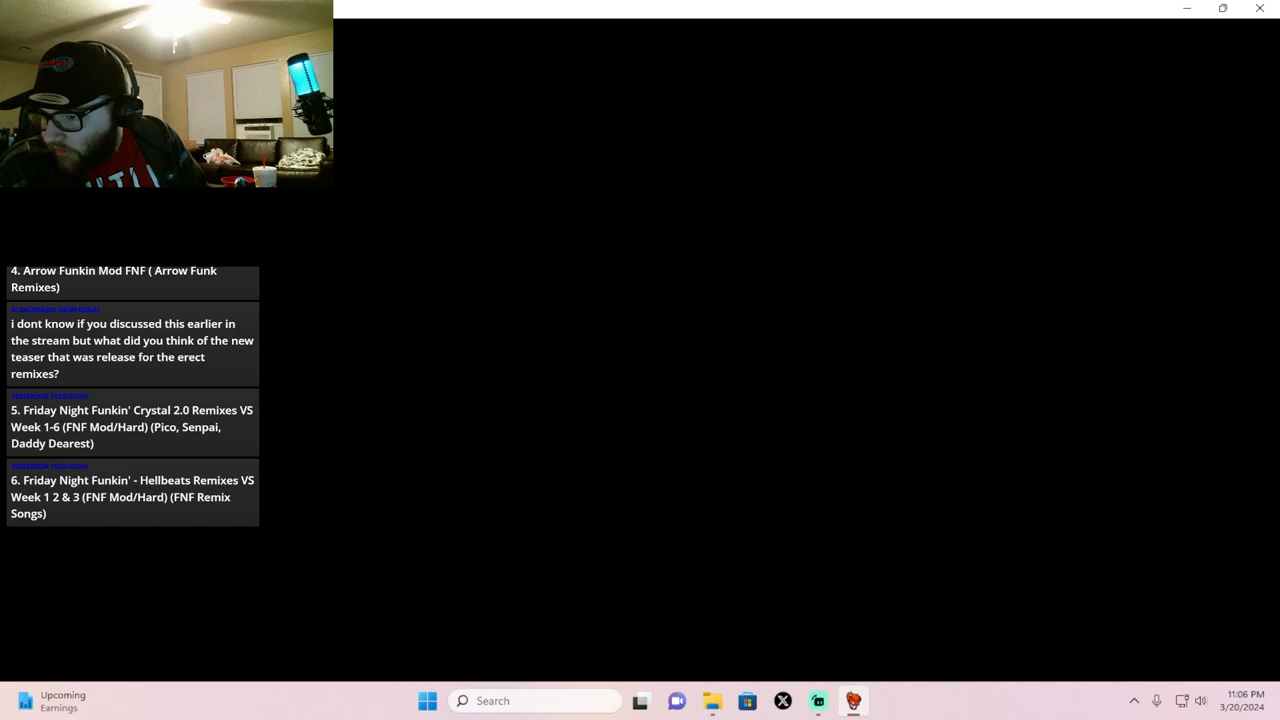 4. Arrow Funkin Mod FNF ( Arrow Funk
Remixes)
i dont know if you discussed this earlier in
the stream but what did you think of the new
teaser that was release for the erect
remixes?
YESSERSON YESSUKOMI
5. Friday Night Funkin' Crystal 2.0 Remixes VS
Week 1-6 (FNF Mod/Hard) (Pico, Senpai,
Daddy Dearest)
YESSERSON YESSUKOMI
6. Friday Night Funkin' - Hellbeats Remixes VS
Week 1 2 & 3 (FNF Mod/Hard) (FNF Remix
Songs)
Upcoming
Earnings
Search
11:06 PM
3/20/2024